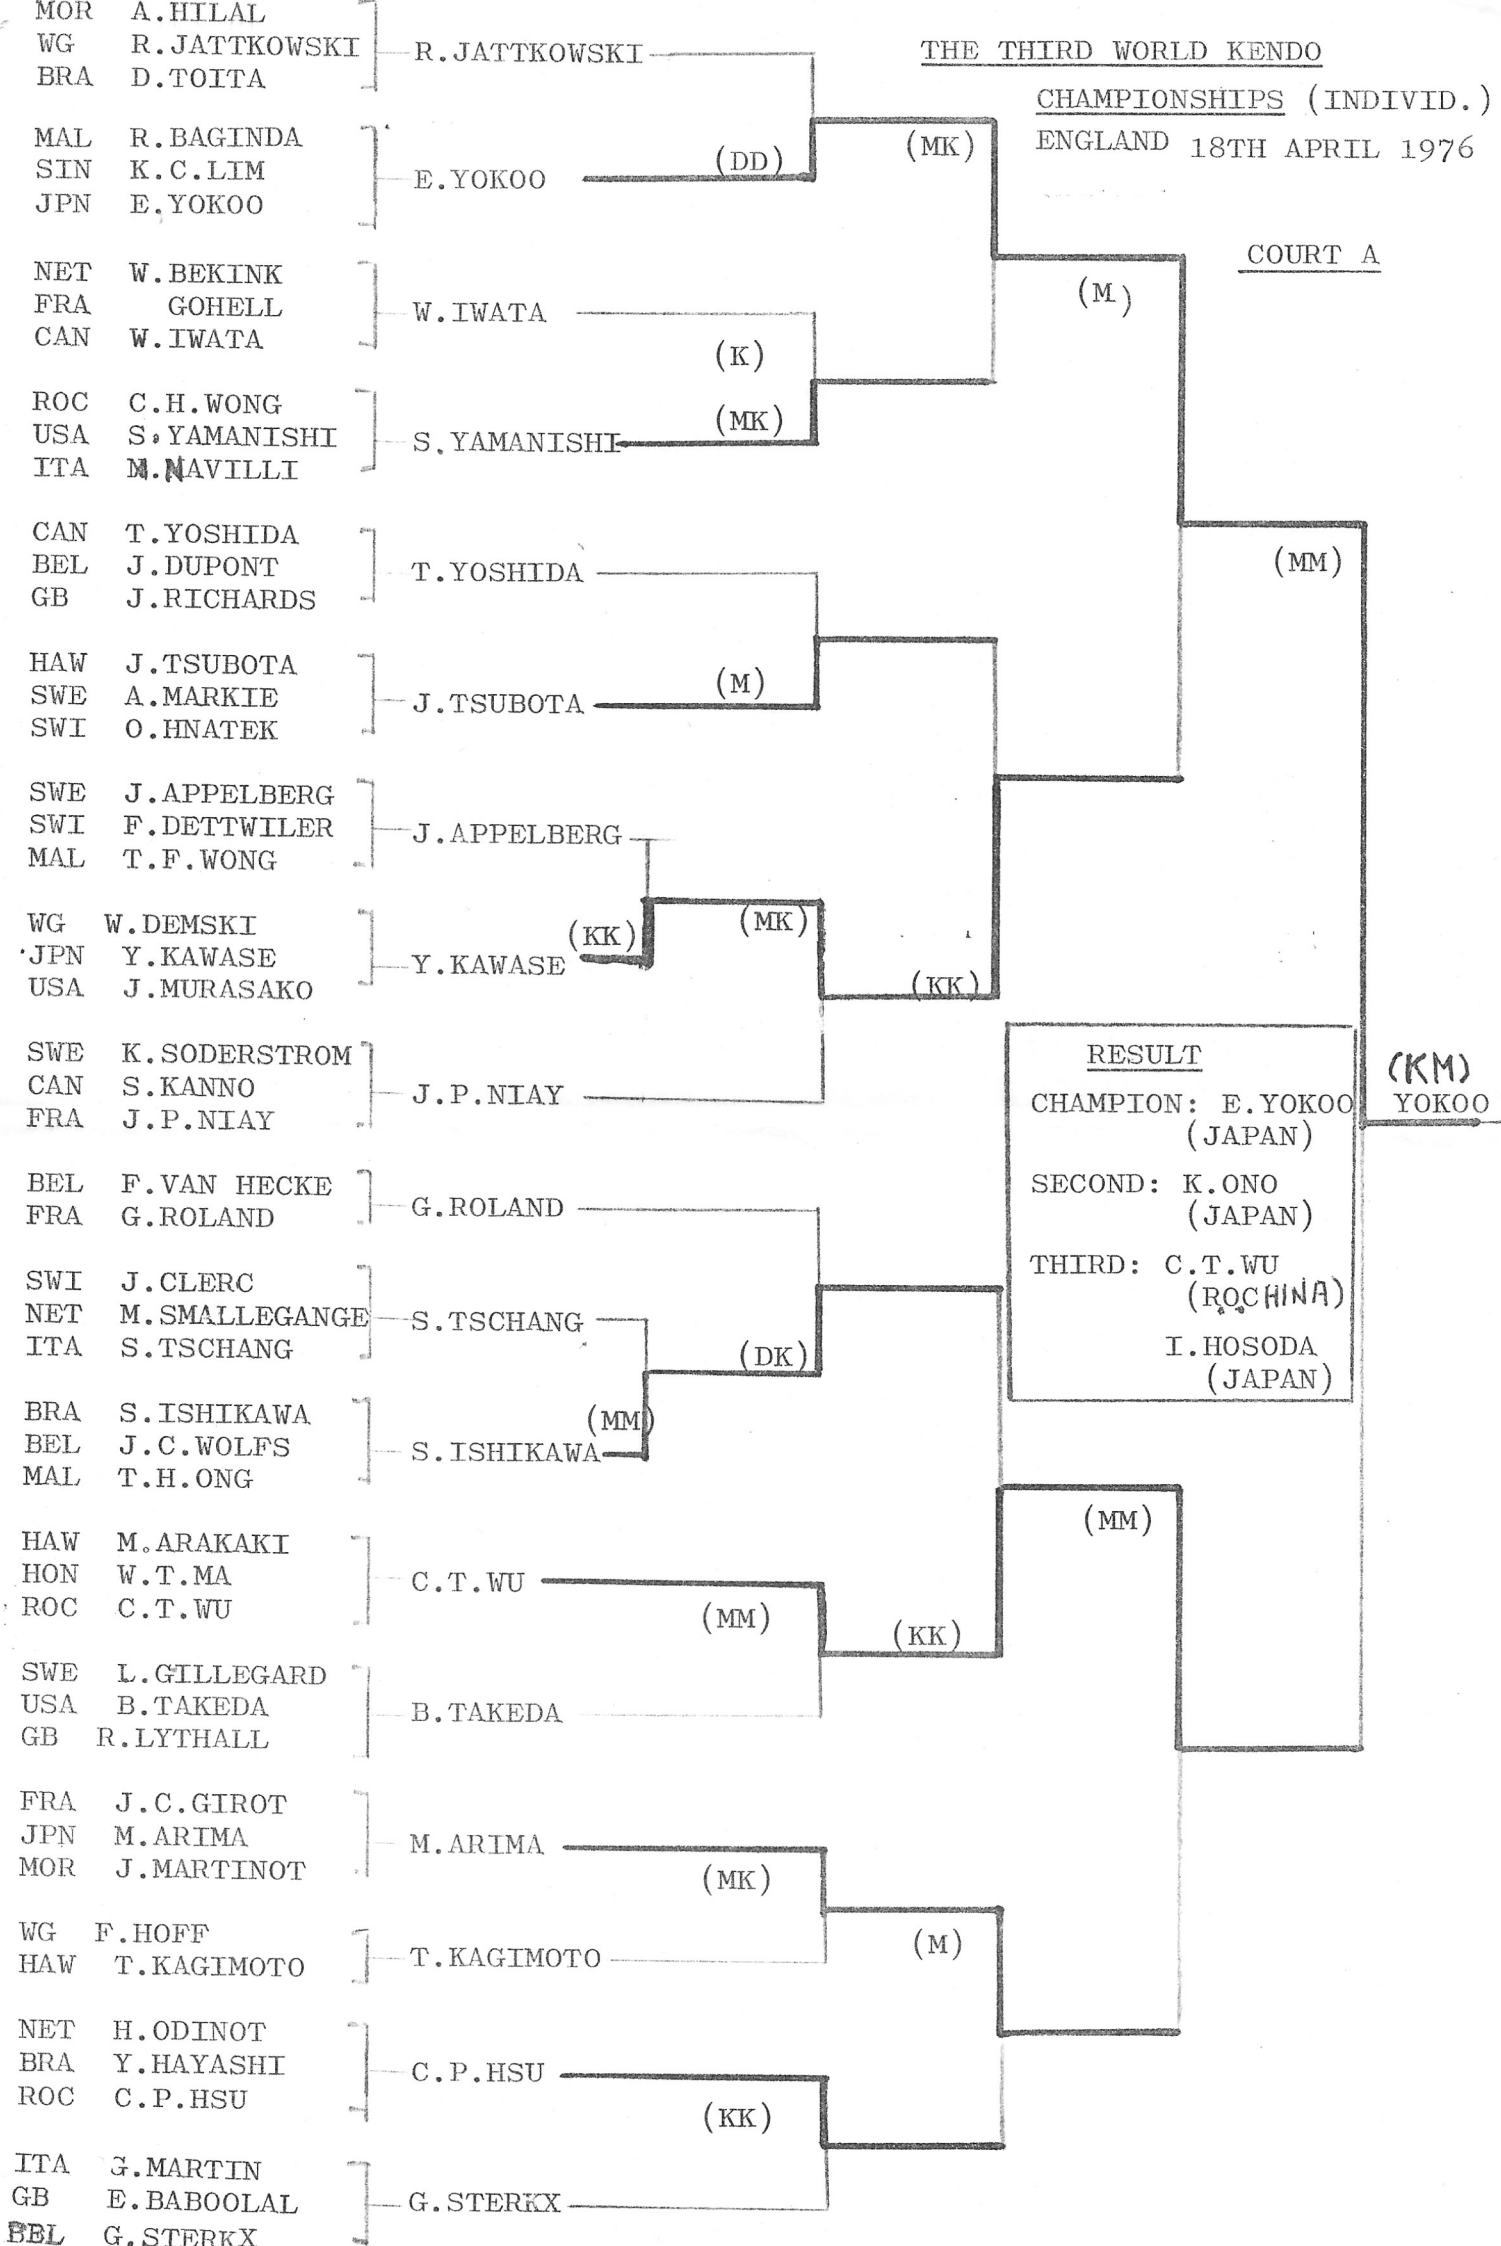 THE THIRD WORLD KENDO
CHAMPIONSHIPS (INDIVID.)
ENGLAND 18TH APRIL 1976
COURT A
MOR A.HILAL
WG R.JATTKOWSKI
BRA D.TOITA
R.JATTKOWSKI
MAL R.BAGINDA
SIN K.C.LIM
JPN E.YOKOO
E.YOKOO
(DD)
(MK)
NET W.BEKINK
FRA GOHELL
CAN W.IWATA
W.IWATA
(K)
(M)
ROC C.H.WONG
USA S.YAMANISHI
ITA M.NAVILLI
S.YAMANISHI
(MK)
CAN T.YOSHIDA
BEL J.DUPONT
GB J.RICHARDS
T.YOSHIDA
(MM)
HAW J.TSUBOTA
SWE A.MARKIE
SWI O.HNATEK
J.TSUBOTA
(M)
SWE J.APPELBERG
SWI F.DETTWILER
MAL T.F.WONG
J.APPELBERG
WG W.DEMSKI
JPN Y.KAWASE
USA J.MURASAKO
Y.KAWASE
(KK)
(MK)
(KK)
SWE K.SODERSTROM
CAN S.KANNO
FRA J.P.NIAY
J.P.NIAY
BEL F.VAN HECKE
FRA G.ROLAND
G.ROLAND
SWI J.CLERC
NET M.SMALLEGANGE
ITA S.TSCHANG
S.TSCHANG
(DK)
BRA S.ISHIKAWA
BEL J.C.WOLFS
MAL T.H.ONG
S.ISHIKAWA
(MM)
HAW M.ARAKAKI
HON W.T.MA
ROC C.T.WU
C.T.WU
(MM)
(KK)
(MM)
SWE L.GILLEGARD
USA B.TAKEDA
GB R.LYTHALL
B.TAKEDA
FRA J.C.GIROT
JPN M.ARIMA
MOR J.MARTINOT
M.ARIMA
(MK)
(M)
WG F.HOFF
HAW T.KAGIMOTO
T.KAGIMOTO
NET H.ODINOT
BRA Y.HAYASHI
ROC C.P.HSU
C.P.HSU
(KK)
ITA G.MARTIN
GB E.BABOOLAL
BEL G.STERKX
G.STERKX
RESULT
CHAMPION: E.YOKOO
(JAPAN)
SECOND: K.ONO
(JAPAN)
THIRD: C.T.WU
(R.O.CHINA)
I.HOSODA
(JAPAN)
(KM)
YOKOO